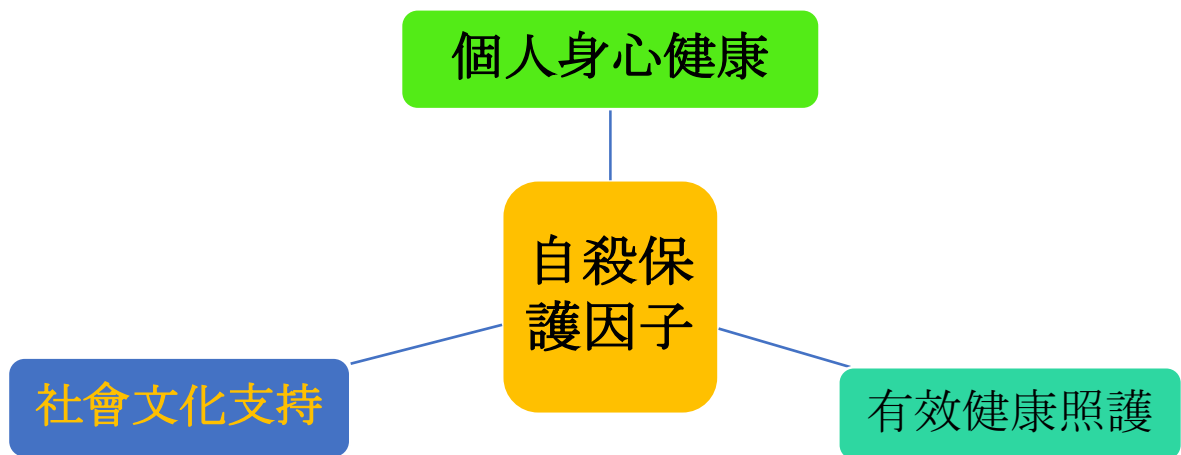 個人身心健康
自殺保
護因子
社會文化支持
有效健康照護